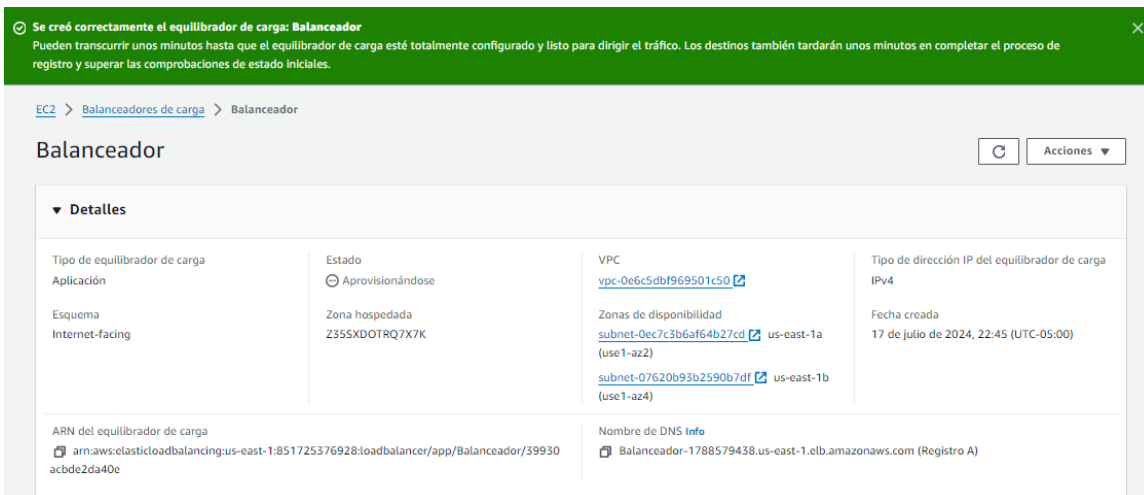 Se creó correctamente el equilibrador de carga: Balanceador
Pueden transcurrir unos minutos hasta que el equilibrador de carga esté totalmente configurado y listo para dirigir el tráfico. Los destinos también tardarán unos minutos en completar el proceso de
registro y superar las comprobaciones de estado iniciales.
EC2 > Balanceadores de carga > Balanceador
Balanceador
Acciones
Detalles
Tipo de equilibrador de carga
Aplicación
Estado
Aprovisionándose
VPC
vpc-0e6c5dbf969501c50
Tipo de dirección IP del equilibrador de carga
IPv4
Esquema
Internet-facing
Zona hospedada
Z35SXDOTRQ7X7K
Zonas de disponibilidad
subnet-0ec7c3b6af64b27cd us-east-1a
(use1-az2)
subnet-07620b93b2590b7df us-east-1b
(use1-az4)
Fecha creada
17 de julio de 2024, 22:45 (UTC-05:00)
ARN del equilibrador de carga
arn:aws:elasticloadbalancing:us-east-1:851725376928:loadbalancer/app/Balanceador/39930
acbde2da40e
Nombre de DNS Info
Balanceador-1788579438.us-east-1.elb.amazonaws.com (Registro A)